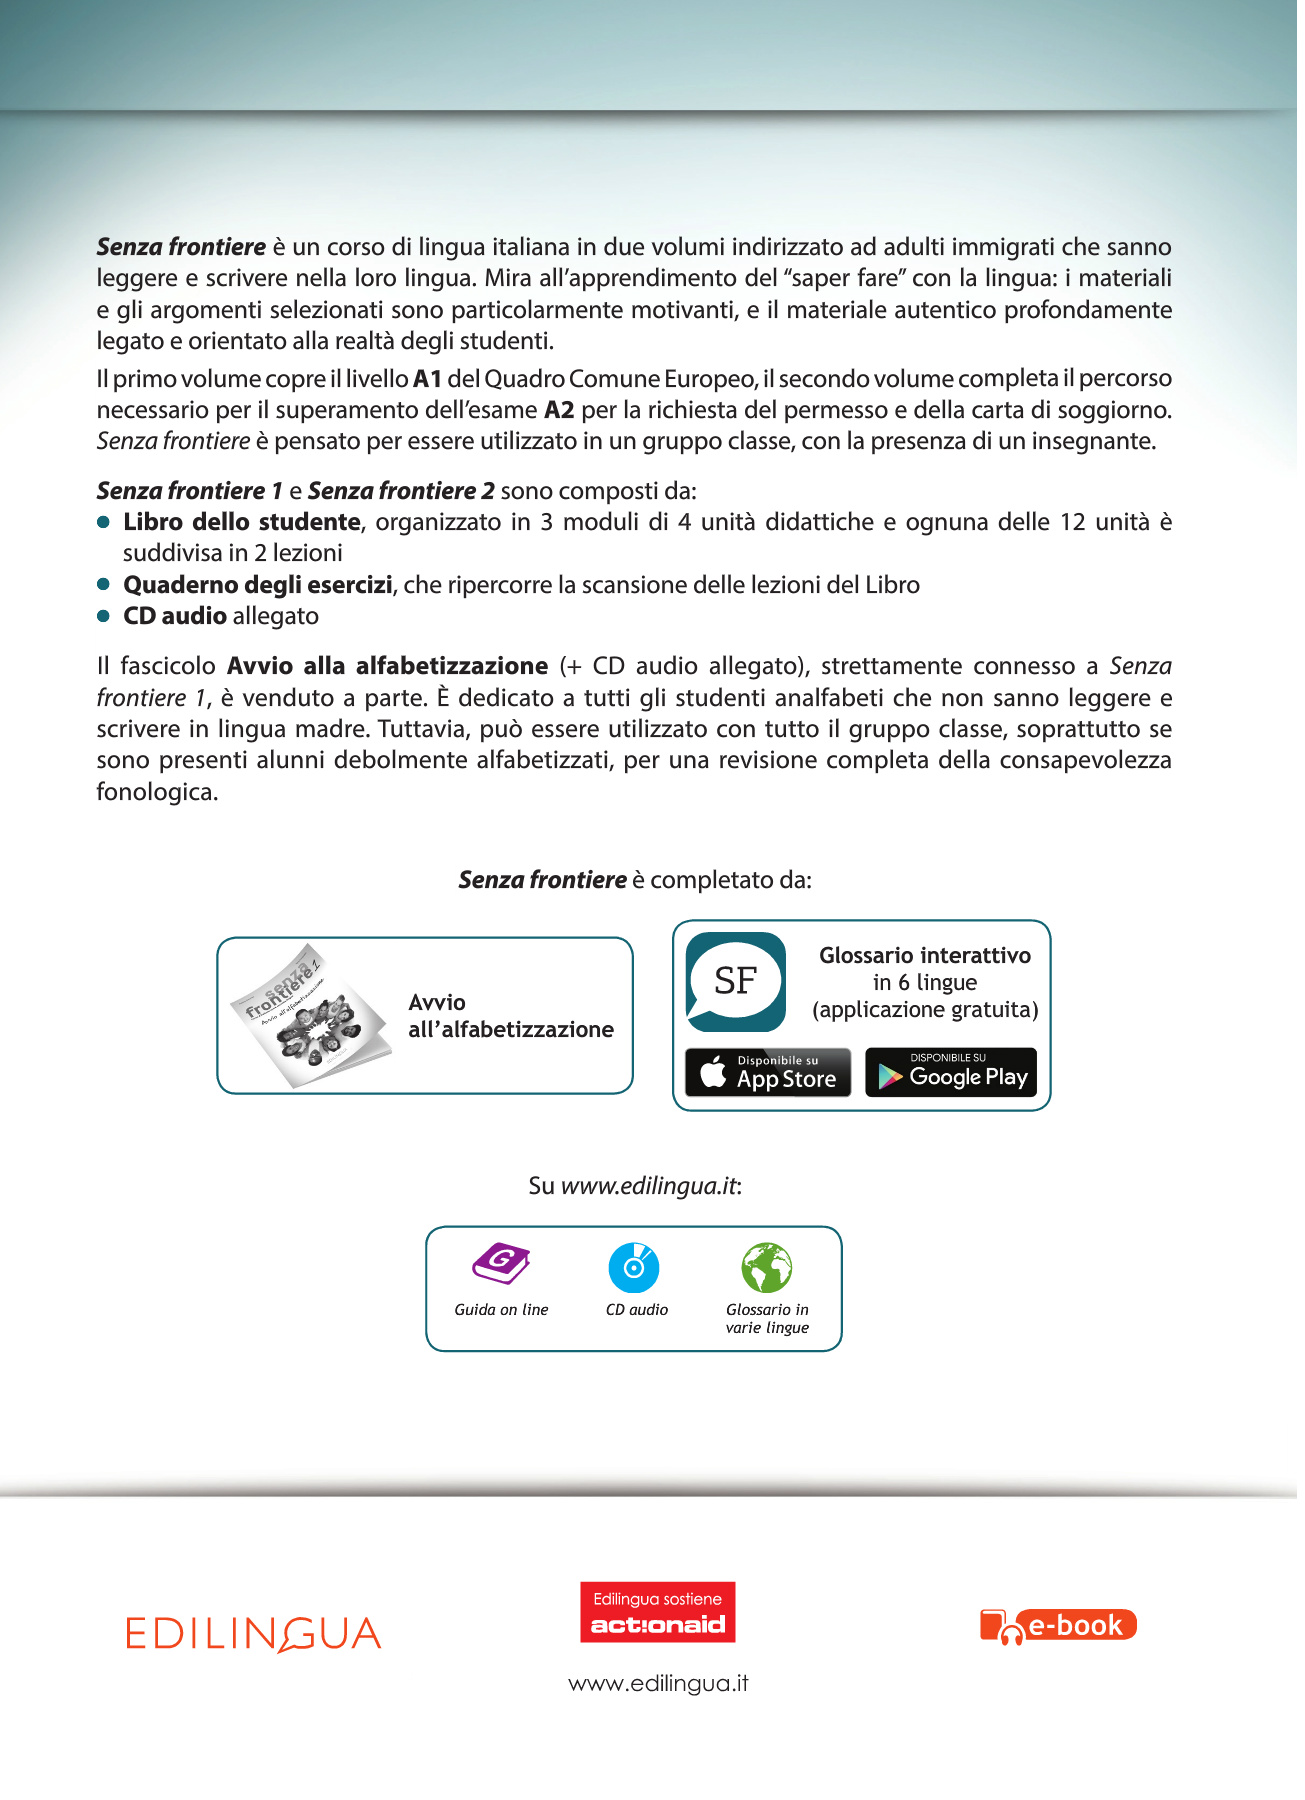 Senza frontiere è un corso di lingua italiana in due volumi indirizzato ad adulti immigrati che sanno
leggere e scrivere nella loro lingua. Mira all’apprendimento del “saper fare” con la lingua: i materiali
e gli argomenti selezionati sono particolarmente motivanti, e il materiale autentico profondamente
legato e orientato alla realtà degli studenti.
Il primo volume copre il livello A1 del Quadro Comune Europeo, il secondo volume completa il percorso
necessario per il superamento dell’esame A2 per la richiesta del permesso e della carta di soggiorno.
Senza frontiere è pensato per essere utilizzato in un gruppo classe, con la presenza di un insegnante.
Senza frontiere 1 e Senza frontiere 2 sono composti da:
● Libro dello studente, organizzato in 3 moduli di 4 unità didattiche e ognuna delle 12 unità è
suddivisa in 2 lezioni
● Quaderno degli esercizi, che ripercorre la scansione delle lezioni del Libro
● CD audio allegato
Il fascicolo Avvio alla alfabetizzazione (+ CD audio allegato), strettamente connesso a Senza
frontiere 1, è venduto a parte. È dedicato a tutti gli studenti analfabeti che non sanno leggere e
scrivere in lingua madre. Tuttavia, può essere utilizzato con tutto il gruppo classe, soprattutto se
sono presenti alunni debolmente alfabetizzati, per una revisione completa della consapevolezza
fonologica.
Senza frontiere è completato da:
senza
frontiere 1
Avvio all’alfabetizzazione
Avvio
all’alfabetizzazione
SF
Glossario interattivo
in 6 lingue
(applicazione gratuita)
Disponibile su
App Store
DISPONIBILE SU
Google Play
Su www.edilingua.it:
G
Guida on line
CD audio
Glossario in
varie lingue
EDILINGUA
Edilingua sostiene
act!onaid
www.edilingua.it
e-book